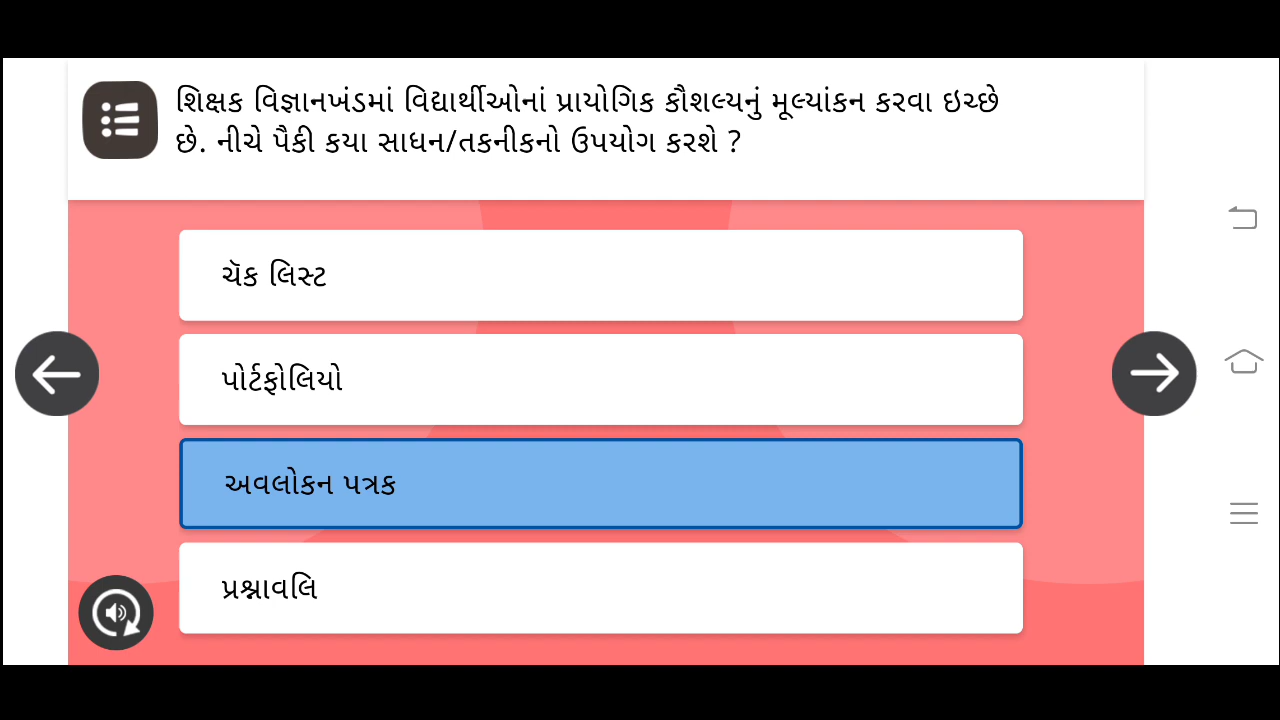 શિક્ષક વિજ્ઞાનખંડમાં વિદ્યાર્થીઓનાં પ્રાયોગિક કૌશલ્યનું મૂલ્યાંકન કરવા ઇચ્છે
છે. નીચે પૈકી કયા સાધન/તકનીકનો ઉપયોગ કરશે ?
ચૅક લિસ્ટ
પોર્ટફોલિયો
અવલોકન પત્રક
પ્રશ્નાવલિ